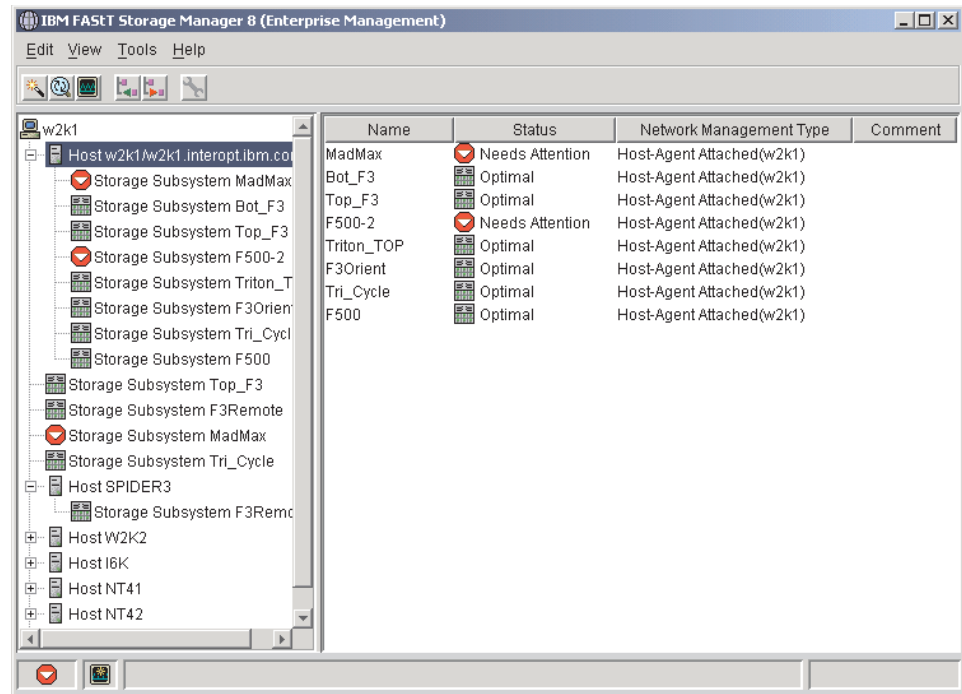 IBM FAStT Storage Manager 8 (Enterprise Management)
Edit View Tools Help
w2k1
Host w2k1/w2k1.interopt.ibm.co
Storage Subsystem MadMax
Storage Subsystem Bot_F3
Storage Subsystem Top_F3
Storage Subsystem F500-2
Storage Subsystem Triton_T
Storage Subsystem F3Orien
Storage Subsystem Tri_Cycl
Storage Subsystem F500
Storage Subsystem Top_F3
Storage Subsystem F3Remote
Storage Subsystem MadMax
Storage Subsystem Tri_Cycle
Host SPIDER3
Storage Subsystem F3Remo
Host W2K2
Host I6K
Host NT41
Host NT42
Name Status Network Management Type Comment
MadMax Needs Attention Host-Agent Attached(w2k1)
Bot_F3 Optimal Host-Agent Attached(w2k1)
Top_F3 Optimal Host-Agent Attached(w2k1)
F500-2 Needs Attention Host-Agent Attached(w2k1)
Triton_TOP Optimal Host-Agent Attached(w2k1)
F3Orient Optimal Host-Agent Attached(w2k1)
Tri_Cycle Optimal Host-Agent Attached(w2k1)
F500 Optimal Host-Agent Attached(w2k1)